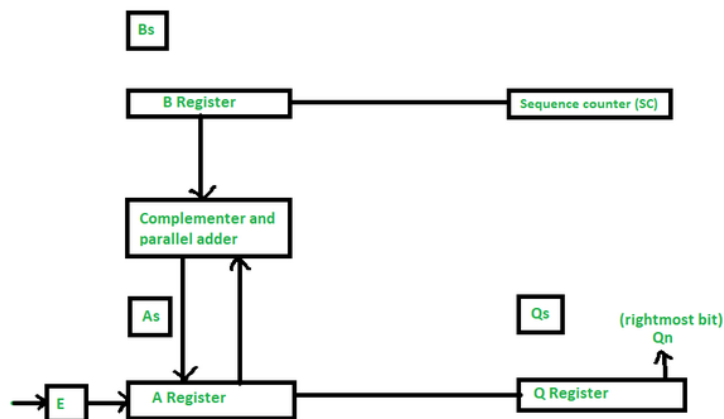 Bs
B Register
Sequence counter (SC)
Complementer and
parallel adder
As
Qs
(rightmost bit)
Qn
E
A Register
Q Register